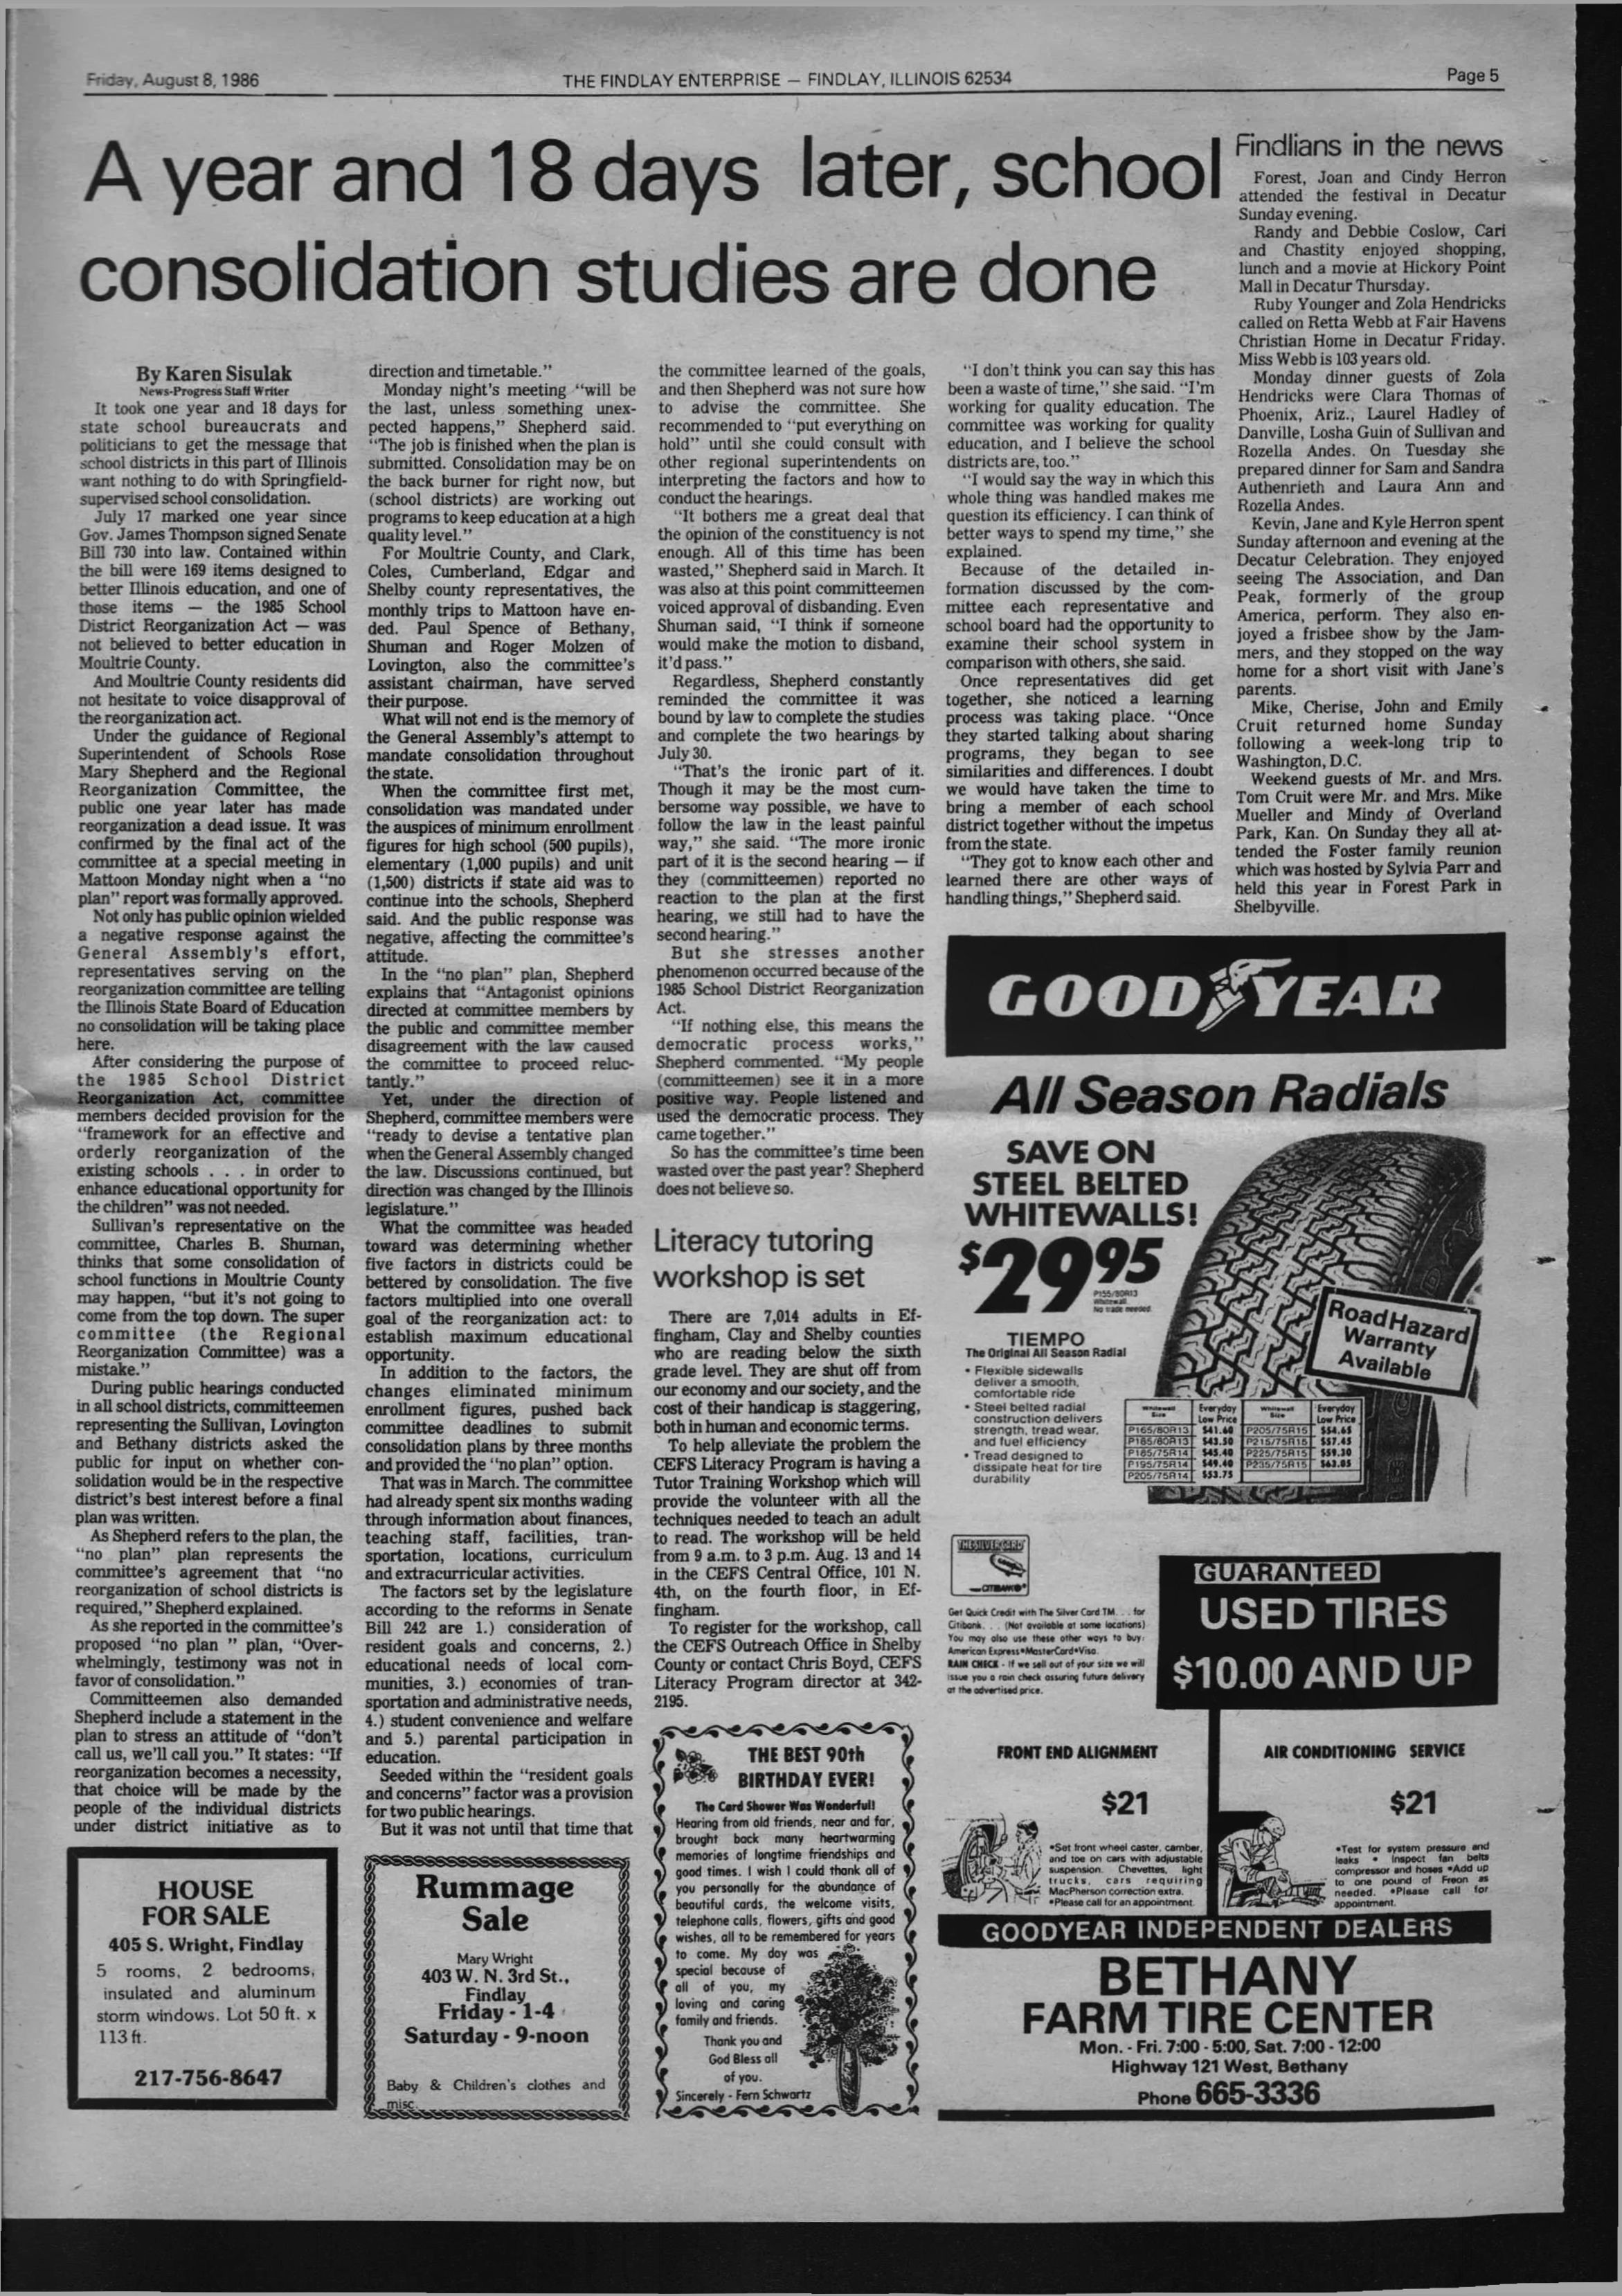 Friday, August 8, 1986
THE FINDLAY ENTERPRISE — FINDLAY, ILLINOIS 62534
Page 5
A year and 18 days later, school
consolidation studies are done
By Karen Sisulak
News-Progress Staff Writer
It took one year and 18 days for
state school bureaucrats and
politicians to get the message that
school districts in this part of Illinois
want nothing to do with Springfield-
supervised school consolidation.
July 17 marked one year since
Gov. James Thompson signed Senate
Bill 730 into law. Contained within
the bill were 169 items designed to
better Illinois education, and one of
those items — the 1985 School
District Reorganization Act — was
not believed to better education in
Moultrie County.
And Moultrie County residents did
not hesitate to voice disapproval of
the reorganization act.
Under the guidance of Regional
Superintendent of Schools Rose
Mary Shepherd and the Regional
Reorganization Committee, the
public one year later has made
reorganization a dead issue. It was
confirmed by the final act of the
committee at a special meeting in
Mattoon Monday night when a "no
plan" report was formally approved.
Not only has public opinion wielded
a negative response against the
General Assembly's effort,
representatives serving on the
reorganization committee are telling
the Illinois State Board of Education
no consolidation will be taking place
here.
After considering the purpose of
the 1985 School District
Reorganization Act, committee
members decided provision for the
"framework for an effective and
orderly reorganization of the
existing schools . . . in order to
enhance educational opportunity for
the children" was not needed.
Sullivan's representative on the
committee, Charles B. Shuman,
thinks that some consolidation of
school functions in Moultrie County
may happen, "but it's not going to
come from the top down. The super
committee (the Regional
Reorganization Committee) was a
mistake."
During public hearings conducted
in all school districts, committeemen
representing the Sullivan, Lovington
and Bethany districts asked the
public for input on whether con-
solidation would be in the respective
district's best interest before a final
plan was written.
As Shepherd refers to the plan, the
"no plan" plan represents the
committee's agreement that "no
reorganization of school districts is
required," Shepherd explained.
As she reported in the committee's
proposed "no plan " plan, "Over-
whelmingly, testimony was not in
favor of consolidation."
Committeemen also demanded
Shepherd include a statement in the
plan to stress an attitude of "don't
call us, we'll call you." It states: "If
reorganization becomes a necessity,
that choice will be made by the
people of the individual districts
under district initiative as to
direction and timetable."
Monday night's meeting "will be
the last, unless something unex-
pected happens," Shepherd said.
"The job is finished when the plan is
submitted. Consolidation may be on
the back burner for right now, but
(school districts) are working out
programs to keep education at a high
quality level."
For Moultrie County, and Clark,
Coles, Cumberland, Edgar and
Shelby county representatives, the
monthly trips to Mattoon have en-
ded. Paul Spence of Bethany,
Shuman and Roger Molzen of
Lovington, also the committee's
assistant chairman, have served
their purpose.
What will not end is the memory of
the General Assembly's attempt to
mandate consolidation throughout
the state.
When the committee first met,
consolidation was mandated under
the auspices of minimum enrollment
figures for high school (500 pupils),
elementary (1,000 pupils) and unit
(1,500) districts if state aid was to
continue into the schools, Shepherd
said. And the public response was
negative, affecting the committee's
attitude.
In the "no plan" plan, Shepherd
explains that "Antagonist opinions
directed at committee members by
the public and committee member
disagreement with the law caused
the committee to proceed reluc-
tantly."
Yet, under the direction of
Shepherd, committee members were
"ready to devise a tentative plan
when the General Assembly changed
the law. Discussions continued, but
direction was changed by the Illinois
legislature."
What the committee was headed
toward was determining whether
five factors in districts could be
bettered by consolidation. The five
factors multiplied into one overall
goal of the reorganization act: to
establish maximum educational
opportunity.
In addition to the factors, the
changes eliminated minimum
enrollment figures, pushed back
committee deadlines to submit
consolidation plans by three months
and provided the "no plan" option.
That was in March. The committee
had already spent six months wading
through information about finances,
teaching staff, facilities, tran-
sportation, locations, curriculum
and extracurricular activities.
The factors set by the legislature
according to the reforms in Senate
Bill 242 are 1.) consideration of
resident goals and concerns, 2.)
educational needs of local com-
munities, 3.) economies of tran-
sportation and administrative needs,
4.) student convenience and welfare
and 5.) parental participation in
education.
Seeded within the "resident goals
and concerns" factor was a provision
for two public hearings.
But it was not until that time that
the committee learned of the goals,
and then Shepherd was not sure how
to advise the committee. She
recommended to "put everything on
hold" until she could consult with
other regional superintendents on
interpreting the factors and how to
conduct the hearings.
"It bothers me a great deal that
the opinion of the constituency is not
enough. All of this time has been
wasted," Shepherd said in March. It
was also at this point committeemen
voiced approval of disbanding. Even
Shuman said, "I think if someone
would make the motion to disband,
it'd pass."
Regardless, Shepherd constantly
reminded the committee it was
bound by law to complete the studies
and complete the two hearings by
July 30.
"That's the ironic part of it.
Though it may be the most cum-
bersome way possible, we have to
follow the law in the least painful
way," she said. "The more ironic
part of it is the second hearing — if
they (committeemen) reported no
reaction to the plan at the first
hearing, we still had to have the
second hearing."
But she stresses another
phenomenon occurred because of the
1985 School District Reorganization
Act.
"If nothing else, this means the
democratic process works,"
Shepherd commented. "My people
(committeemen) see it in a more
positive way. People listened and
used the democratic process. They
came together."
So has the committee's time been
wasted over the past year? Shepherd
does not believe so.
"I don't think you can say this has
been a waste of time," she said. "I'm
working for quality education. The
committee was working for quality
education, and I believe the school
districts are, too."
"I would say the way in which this
whole thing was handled makes me
question its efficiency. I can think of
better ways to spend my time," she
explained.
Because of the detailed in-
formation discussed by the com-
mittee each representative and
school board had the opportunity to
examine their school system in
comparison with others, she said.
Once representatives did get
together, she noticed a learning
process was taking place. "Once
they started talking about sharing
programs, they began to see
similarities and differences. I doubt
we would have taken the time to
bring a member of each school
district together without the impetus
from the state.
"They got to know each other and
learned there are other ways of
handling things," Shepherd said.
Findlians in the news
Forest, Joan and Cindy Herron
attended the festival in Decatur
Sunday evening.
Randy and Debbie Coslow, Cari
and Chastity enjoyed shopping,
lunch and a movie at Hickory Point
Mall in Decatur Thursday.
Ruby Younger and Zola Hendricks
called on Retta Webb at Fair Havens
Christian Home in Decatur Friday.
Miss Webb is 103 years old.
Monday dinner guests of Zola
Hendricks were Clara Thomas of
Phoenix, Ariz., Laurel Hadley of
Danville, Losha Guin of Sullivan and
Rozella Andes. On Tuesday she
prepared dinner for Sam and Sandra
Authenrieth and Laura Ann and
Rozella Andes.
Kevin, Jane and Kyle Herron spent
Sunday afternoon and evening at the
Decatur Celebration. They enjoyed
seeing The Association, and Dan
Peak, formerly of the group
America, perform. They also en-
joyed a frisbee show by the Jam-
mers, and they stopped on the way
home for a short visit with Jane's
parents.
Mike, Cherise, John and Emily
Cruit returned home Sunday
following a week-long trip to
Washington, D.C.
Weekend guests of Mr. and Mrs.
Tom Cruit were Mr. and Mrs. Mike
Mueller and Mindy of Overland
Park, Kan. On Sunday they all at-
tended the Foster family reunion
which was hosted by Sylvia Parr and
held this year in Forest Park in
Shelbyville.
Literacy tutoring
workshop is set
There are 7,014 adults in Ef-
fingham, Clay and Shelby counties
who are reading below the sixth
grade level. They are shut off from
our economy and our society, and the
cost of their handicap is staggering,
both in human and economic terms.
To help alleviate the problem the
CEFS Literacy Program is having a
Tutor Training Workshop which will
provide the volunteer with all the
techniques needed to teach an adult
to read. The workshop will be held
from 9 a.m. to 3 p.m. Aug. 13 and 14
in the CEFS Central Office, 101 N.
4th, on the fourth floor, in Ef-
fingham.
To register for the workshop, call
the CEFS Outreach Office in Shelby
County or contact Chris Boyd, CEFS
Literacy Program director at 342-
2195.
HOUSE
FOR SALE
405 S. Wright, Findlay
5 rooms, 2 bedrooms,
insulated and aluminum
storm windows. Lot 50 ft. x
113 ft.
217-756-8647
Rummage
Sale
Mary Wright
403 W. N. 3rd St.,
Findlay
Friday - 1-4
Saturday - 9-noon
Baby & Children's clothes and
misc.
THE BEST 90th
BIRTHDAY EVER!
The Card Shower Was Wonderful!
Hearing from old friends, near and far,
brought back many heartwarming
memories of longtime friendships and
good times. I wish I could thank all of
you personally for the abundance of
beautiful cards, the welcome visits,
telephone calls, flowers, gifts and good
wishes, all to be remembered for years
to come. My day was
special because of
all of you, my
loving and caring
family and friends.
Thank you and
God Bless all
of you.
Sincerely - Fern Schwartz
GOODYEAR
All Season Radials
SAVE ON
STEEL BELTED
WHITEWALLS!
$29.95
P155/80R13
Whitewall
No trade needed
TIEMPO
The Original All Season Radial
• Flexible sidewalls
deliver a smooth,
comfortable ride
• Steel belted radial
construction delivers
strength, tread wear,
and fuel efficiency
• Tread designed to
dissipate heat for tire
durability
Road Hazard
Warranty
Available
Whitewall Size Everyday Low Price Whitewall Size Everyday Low Price
P165/80R13 $41.60 P205/75R15 $54.65
P185/80R13 $43.50 P215/75R15 $57.45
P185/75R14 $45.40 P225/75R15 $59.30
P195/75R14 $49.40 P235/75R15 $63.05
P205/75R14 $53.75
THE SILVER CARD
CITIBANK
Get Quick Credit with The Silver Card TM. . . for
Citibank. . . (Not available at some locations)
You may also use these other ways to buy:
American Express•MasterCard•Visa.
RAIN CHECK - If we sell out of your size we will
issue you a rain check assuring future delivery
at the advertised price.
GUARANTEED
USED TIRES
$10.00 AND UP
FRONT END ALIGNMENT
$21
•Set front wheel caster, camber,
and toe on cars with adjustable
suspension. Chevettes, light
trucks, cars requiring
MacPherson correction extra.
•Please call for an appointment.
AIR CONDITIONING SERVICE
$21
•Test for system pressure and
leaks • Inspect fan belts
compressor and hoses •Add up
to one pound of Freon as
needed. •Please call for
appointment.
GOODYEAR INDEPENDENT DEALERS
BETHANY
FARM TIRE CENTER
Mon. - Fri. 7:00 - 5:00, Sat. 7:00 - 12:00
Highway 121 West, Bethany
Phone 665-3336